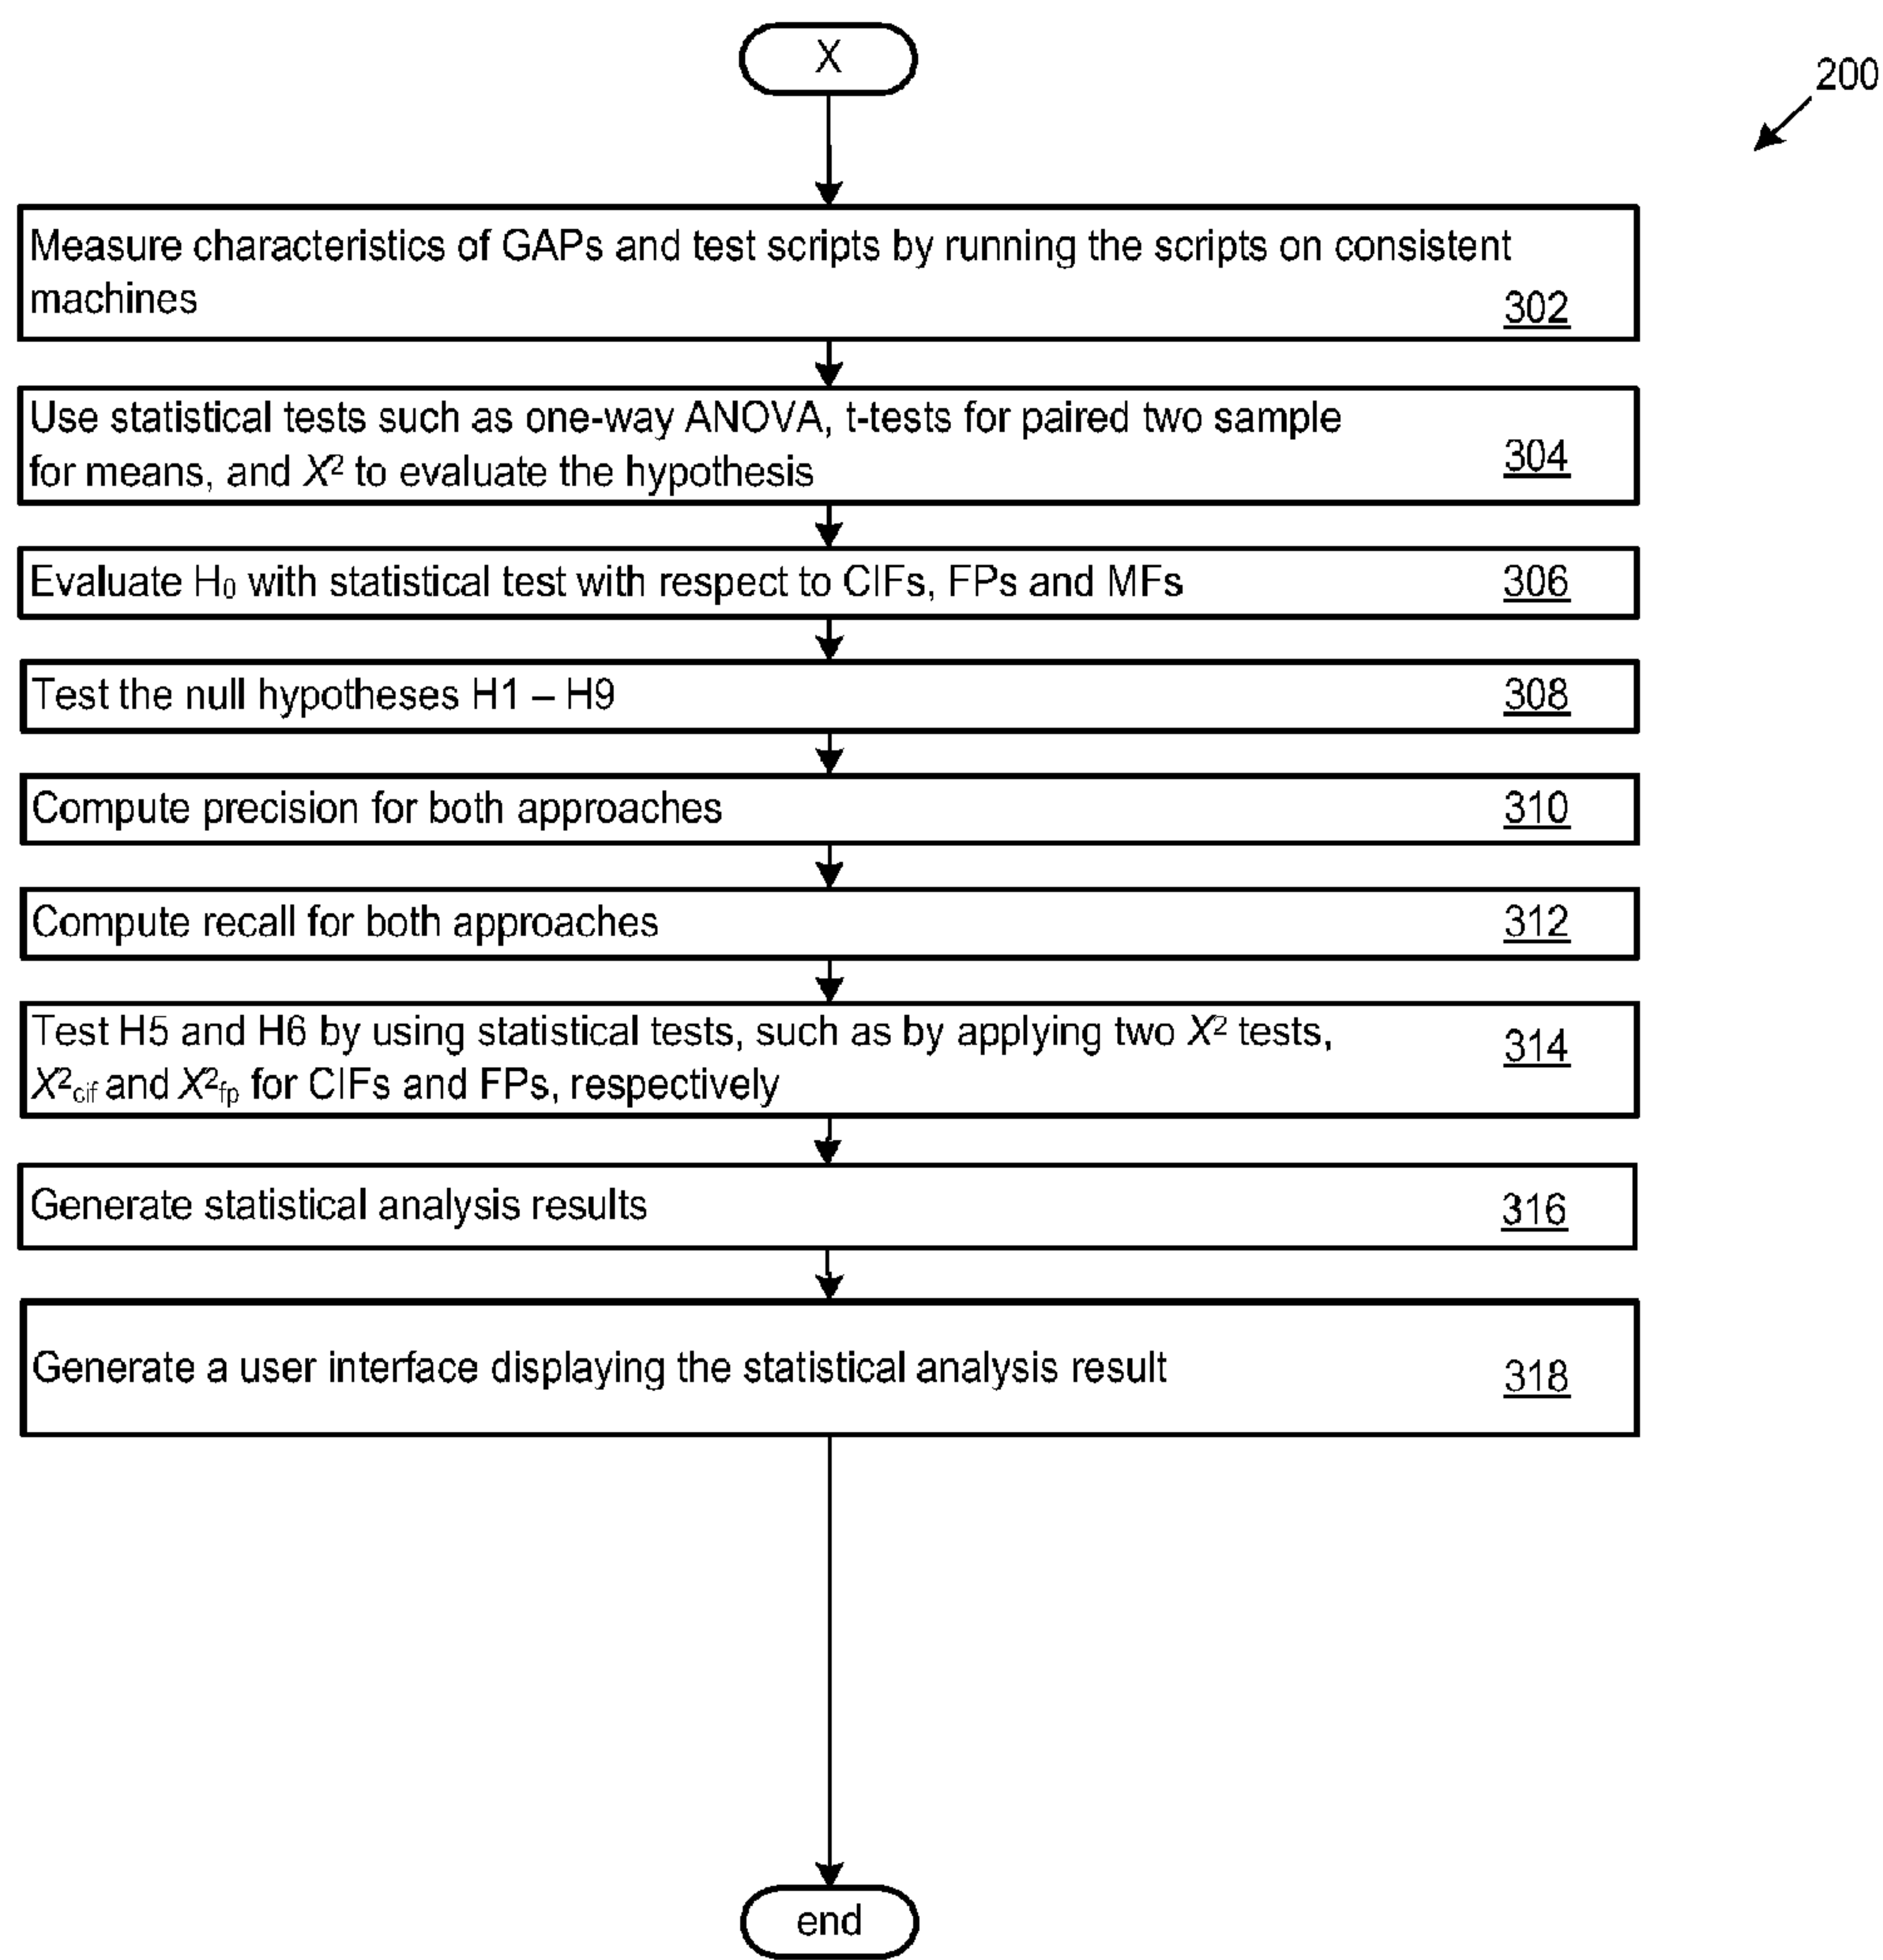 X
200
Measure characteristics of GAPs and test scripts by running the scripts on consistent
machines
302
Use statistical tests such as one-way ANOVA, t-tests for paired two sample
for means, and X² to evaluate the hypothesis
304
Evaluate H₀ with statistical test with respect to CIFs, FPs and MFs
306
Test the null hypotheses H1 – H9
308
Compute precision for both approaches
310
Compute recall for both approaches
312
Test H5 and H6 by using statistical tests, such as by applying two X² tests,
X²cif and X²fp for CIFs and FPs, respectively
314
Generate statistical analysis results
316
Generate a user interface displaying the statistical analysis result
318
end